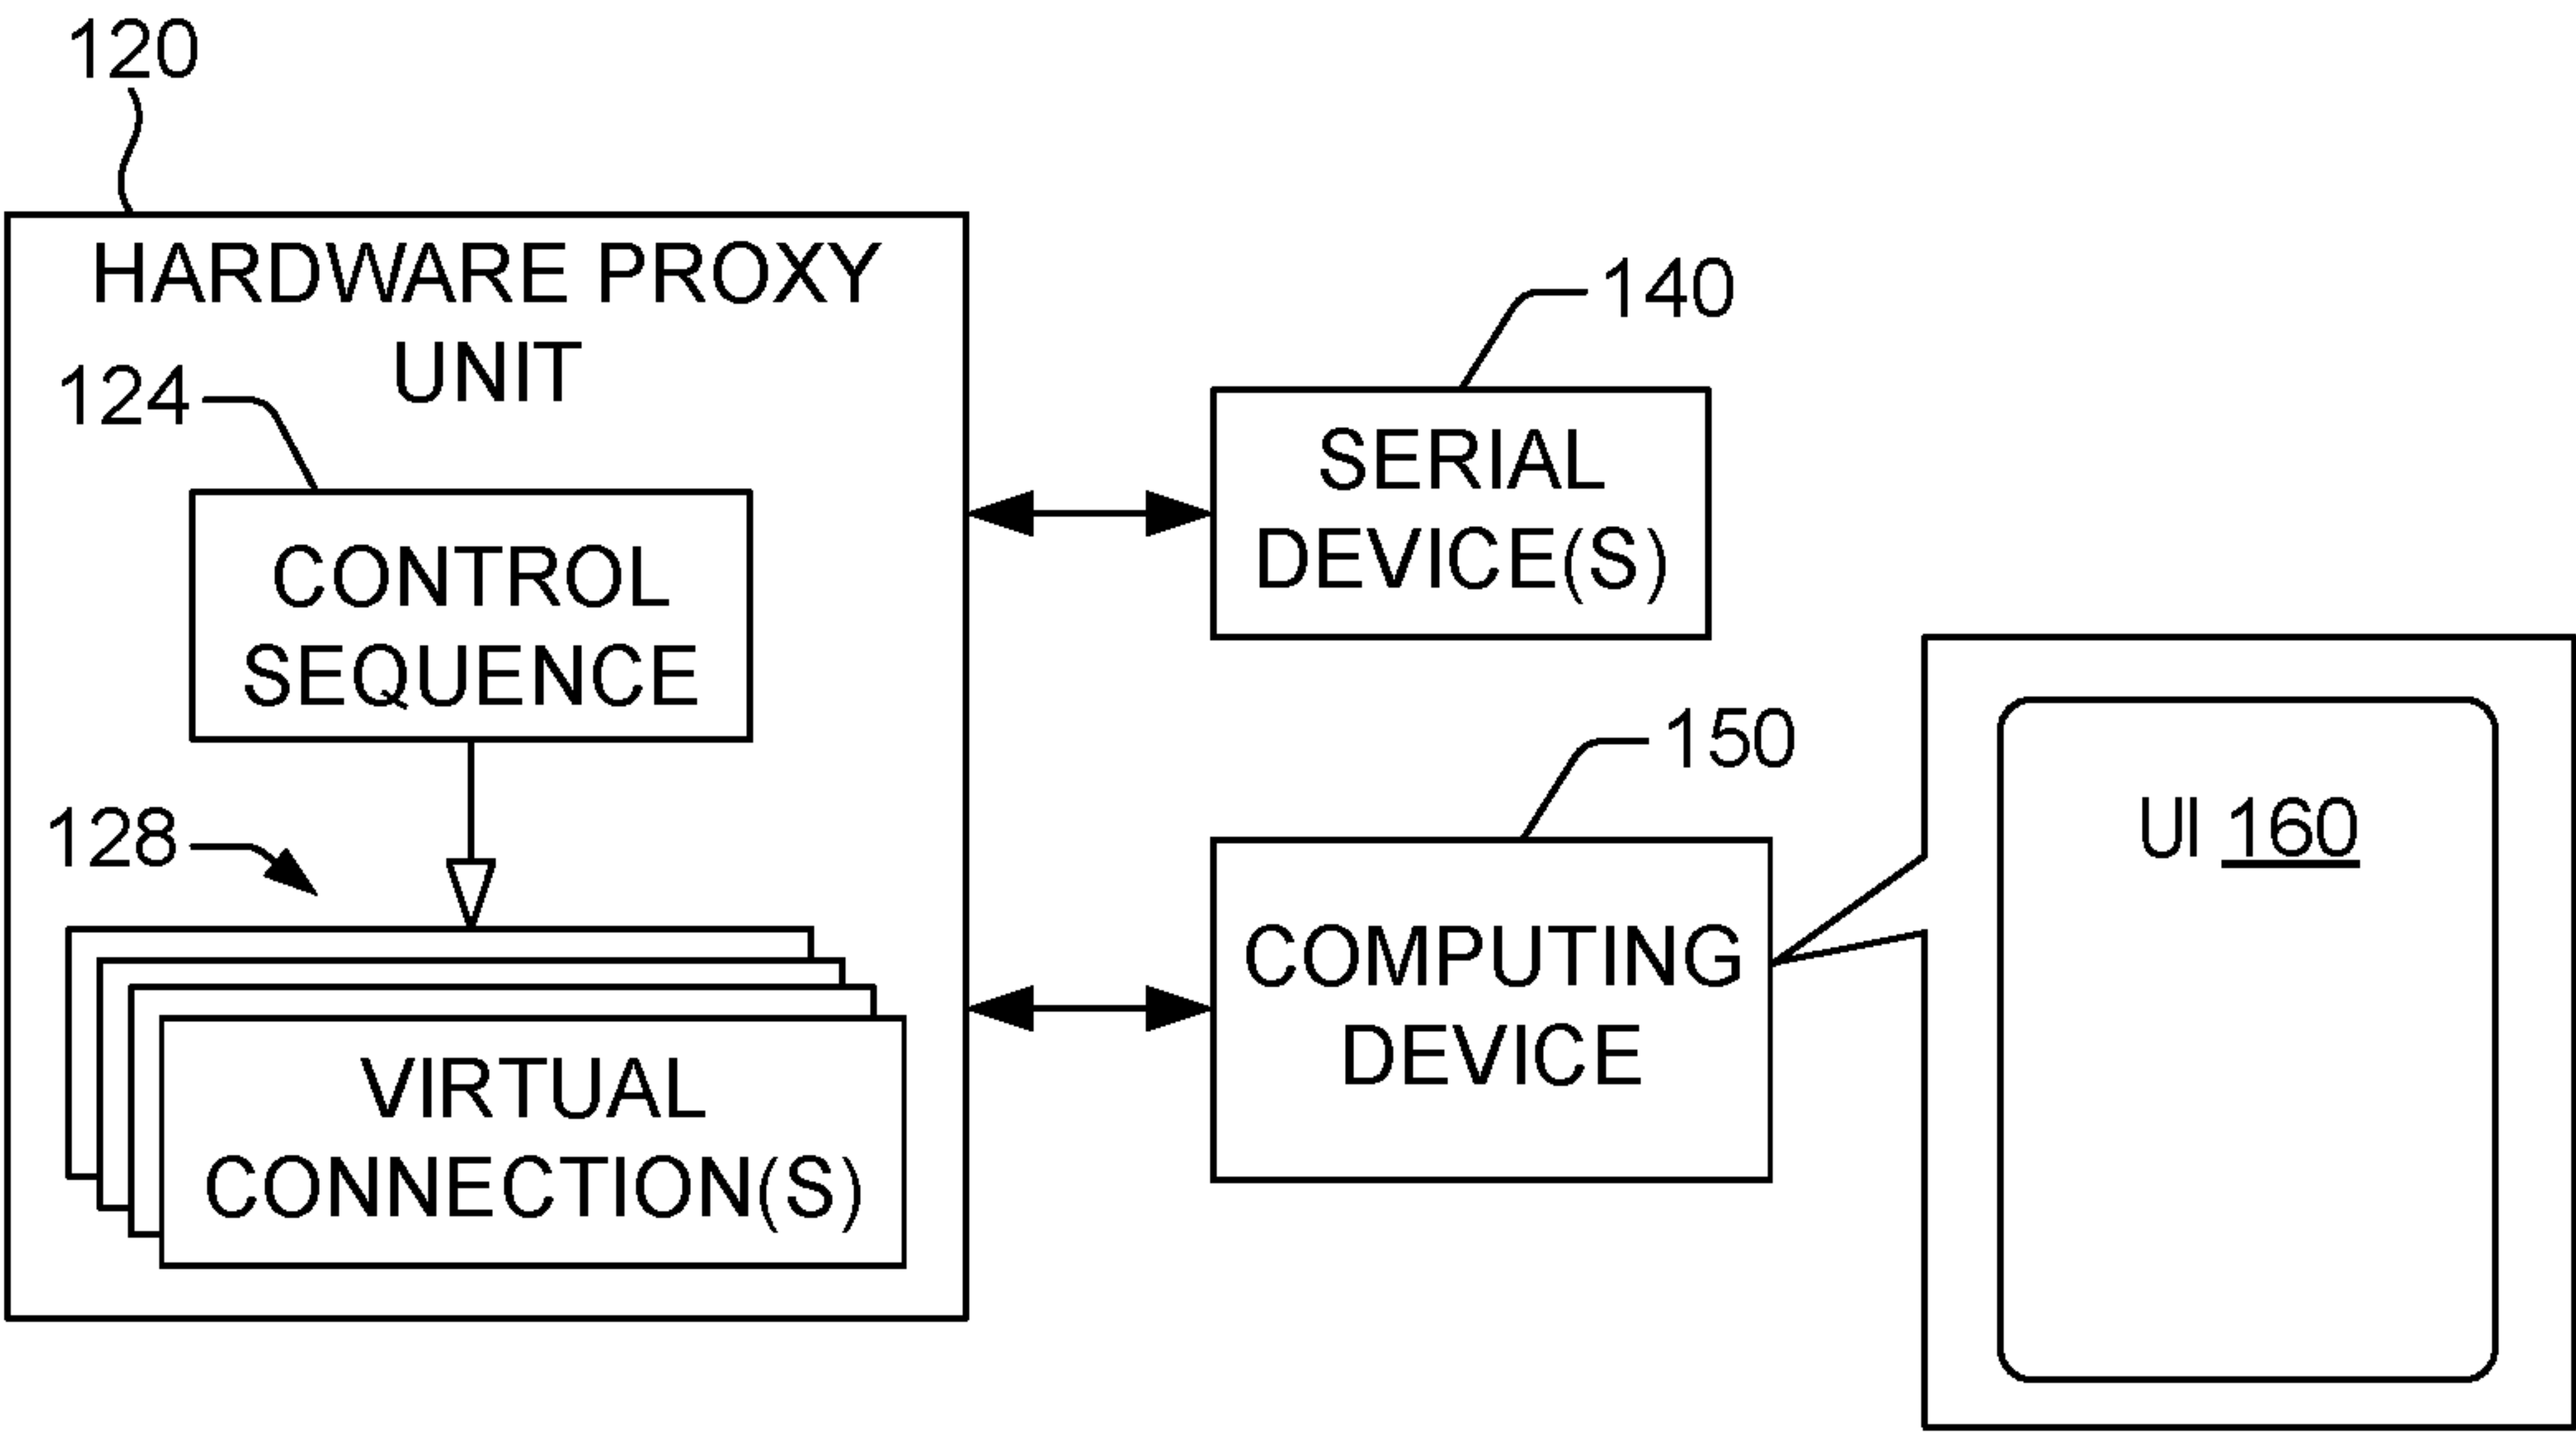 120
HARDWARE PROXY
UNIT
124
CONTROL
SEQUENCE
128
VIRTUAL
CONNECTION(S)
140
SERIAL
DEVICE(S)
150
COMPUTING
DEVICE
UI 160